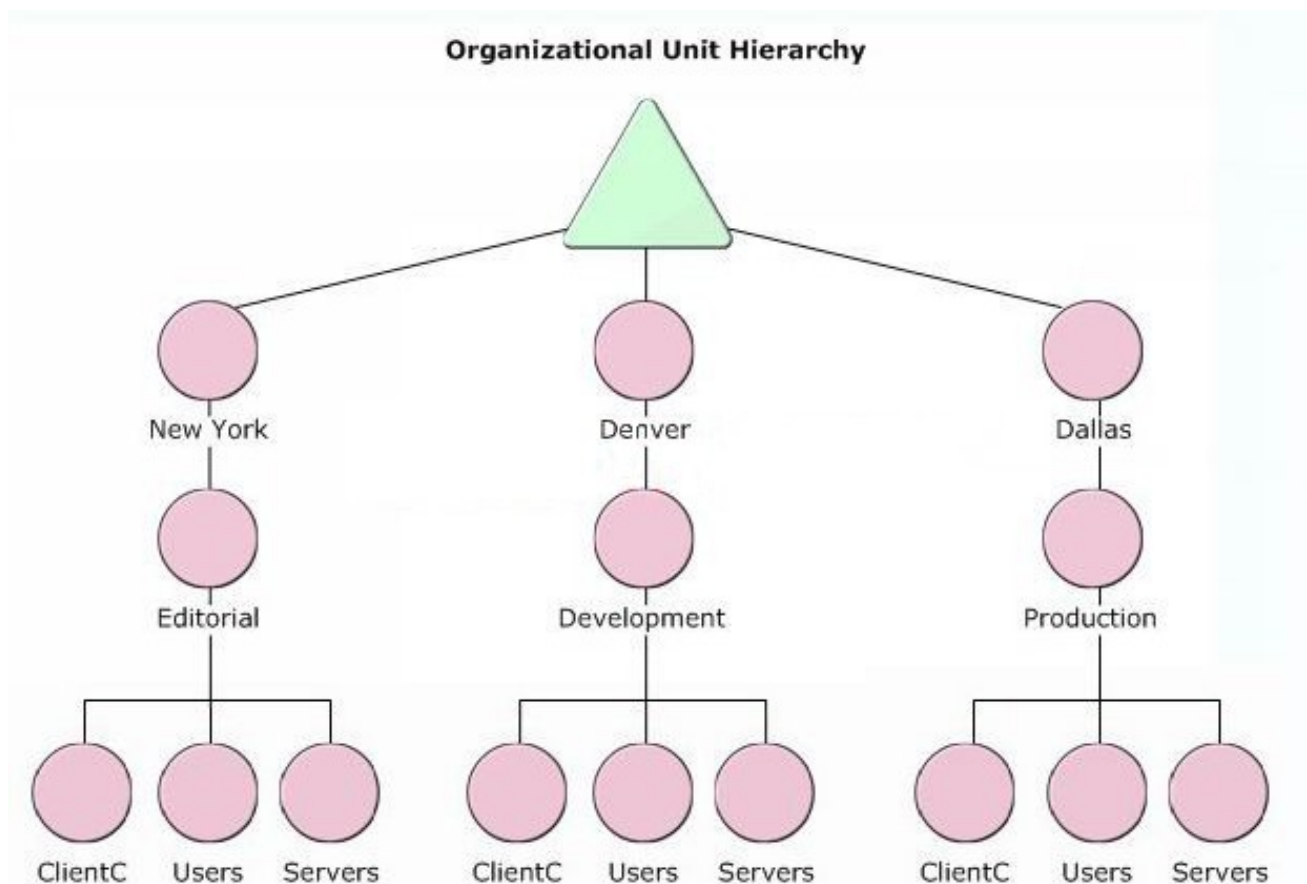 Organizational Unit Hierarchy
New York
Denver
Dallas
Editorial
Development
Production
ClientC Users Servers
ClientC Users Servers
ClientC Users Servers